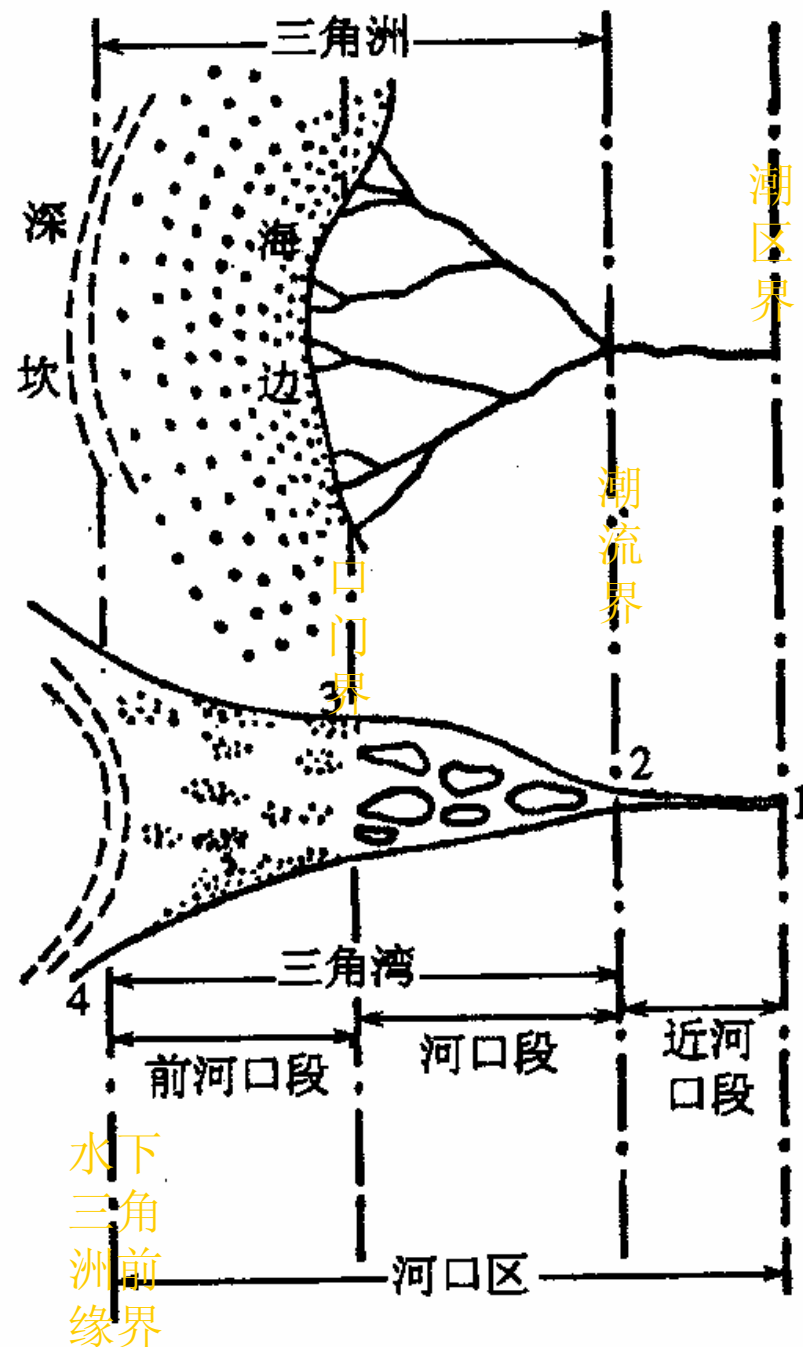 三角洲
深
坎
海
边
潮
区
界
潮
流
界
口
门
界
3
2
1
4
三角湾
前河口段
河口段
近河
口段
水下
三角
洲前
缘界
河口区